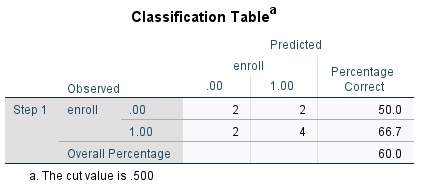 Classification Tableª
Predicted
enroll Percentage
Observed .00 1.00 Correct
Step 1 enroll .00 2 2 50.0
1.00 2 4 66.7
Overall Percentage 60.0
a. The cut value is .500